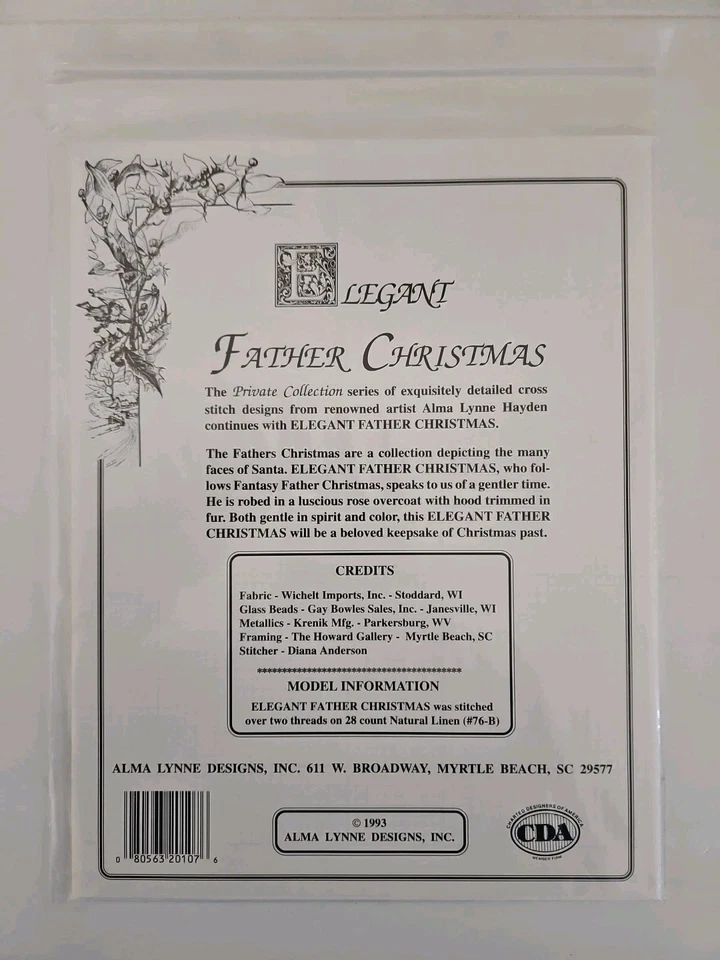 ELEGANT
FATHER CHRISTMAS
The Private Collection series of exquisitely detailed cross
stitch designs from renowned artist Alma Lynne Hayden
continues with ELEGANT FATHER CHRISTMAS.
The Fathers Christmas are a collection depicting the many
faces of Santa. ELEGANT FATHER CHRISTMAS, who fol-
lows Fantasy Father Christmas, speaks to us of a gentler time.
He is robed in a luscious rose overcoat with hood trimmed in
fur. Both gentle in spirit and color, this ELEGANT FATHER
CHRISTMAS will be a beloved keepsake of Christmas past.
CREDITS
Fabric - Wichelt Imports, Inc. - Stoddard, WI
Glass Beads - Gay Bowles Sales, Inc. - Janesville, WI
Metallics - Krenik Mfg. - Parkersburg, WV
Framing - The Howard Gallery - Myrtle Beach, SC
Stitcher - Diana Anderson
****************************************
MODEL INFORMATION
ELEGANT FATHER CHRISTMAS was stitched
over two threads on 28 count Natural Linen (#76-B)
ALMA LYNNE DESIGNS, INC. 611 W. BROADWAY, MYRTLE BEACH, SC 29577
0 80563 20107 6
© 1993
ALMA LYNNE DESIGNS, INC.
CHARTED DESIGNERS OF AMERICA
CDA
MEMBER FIRM